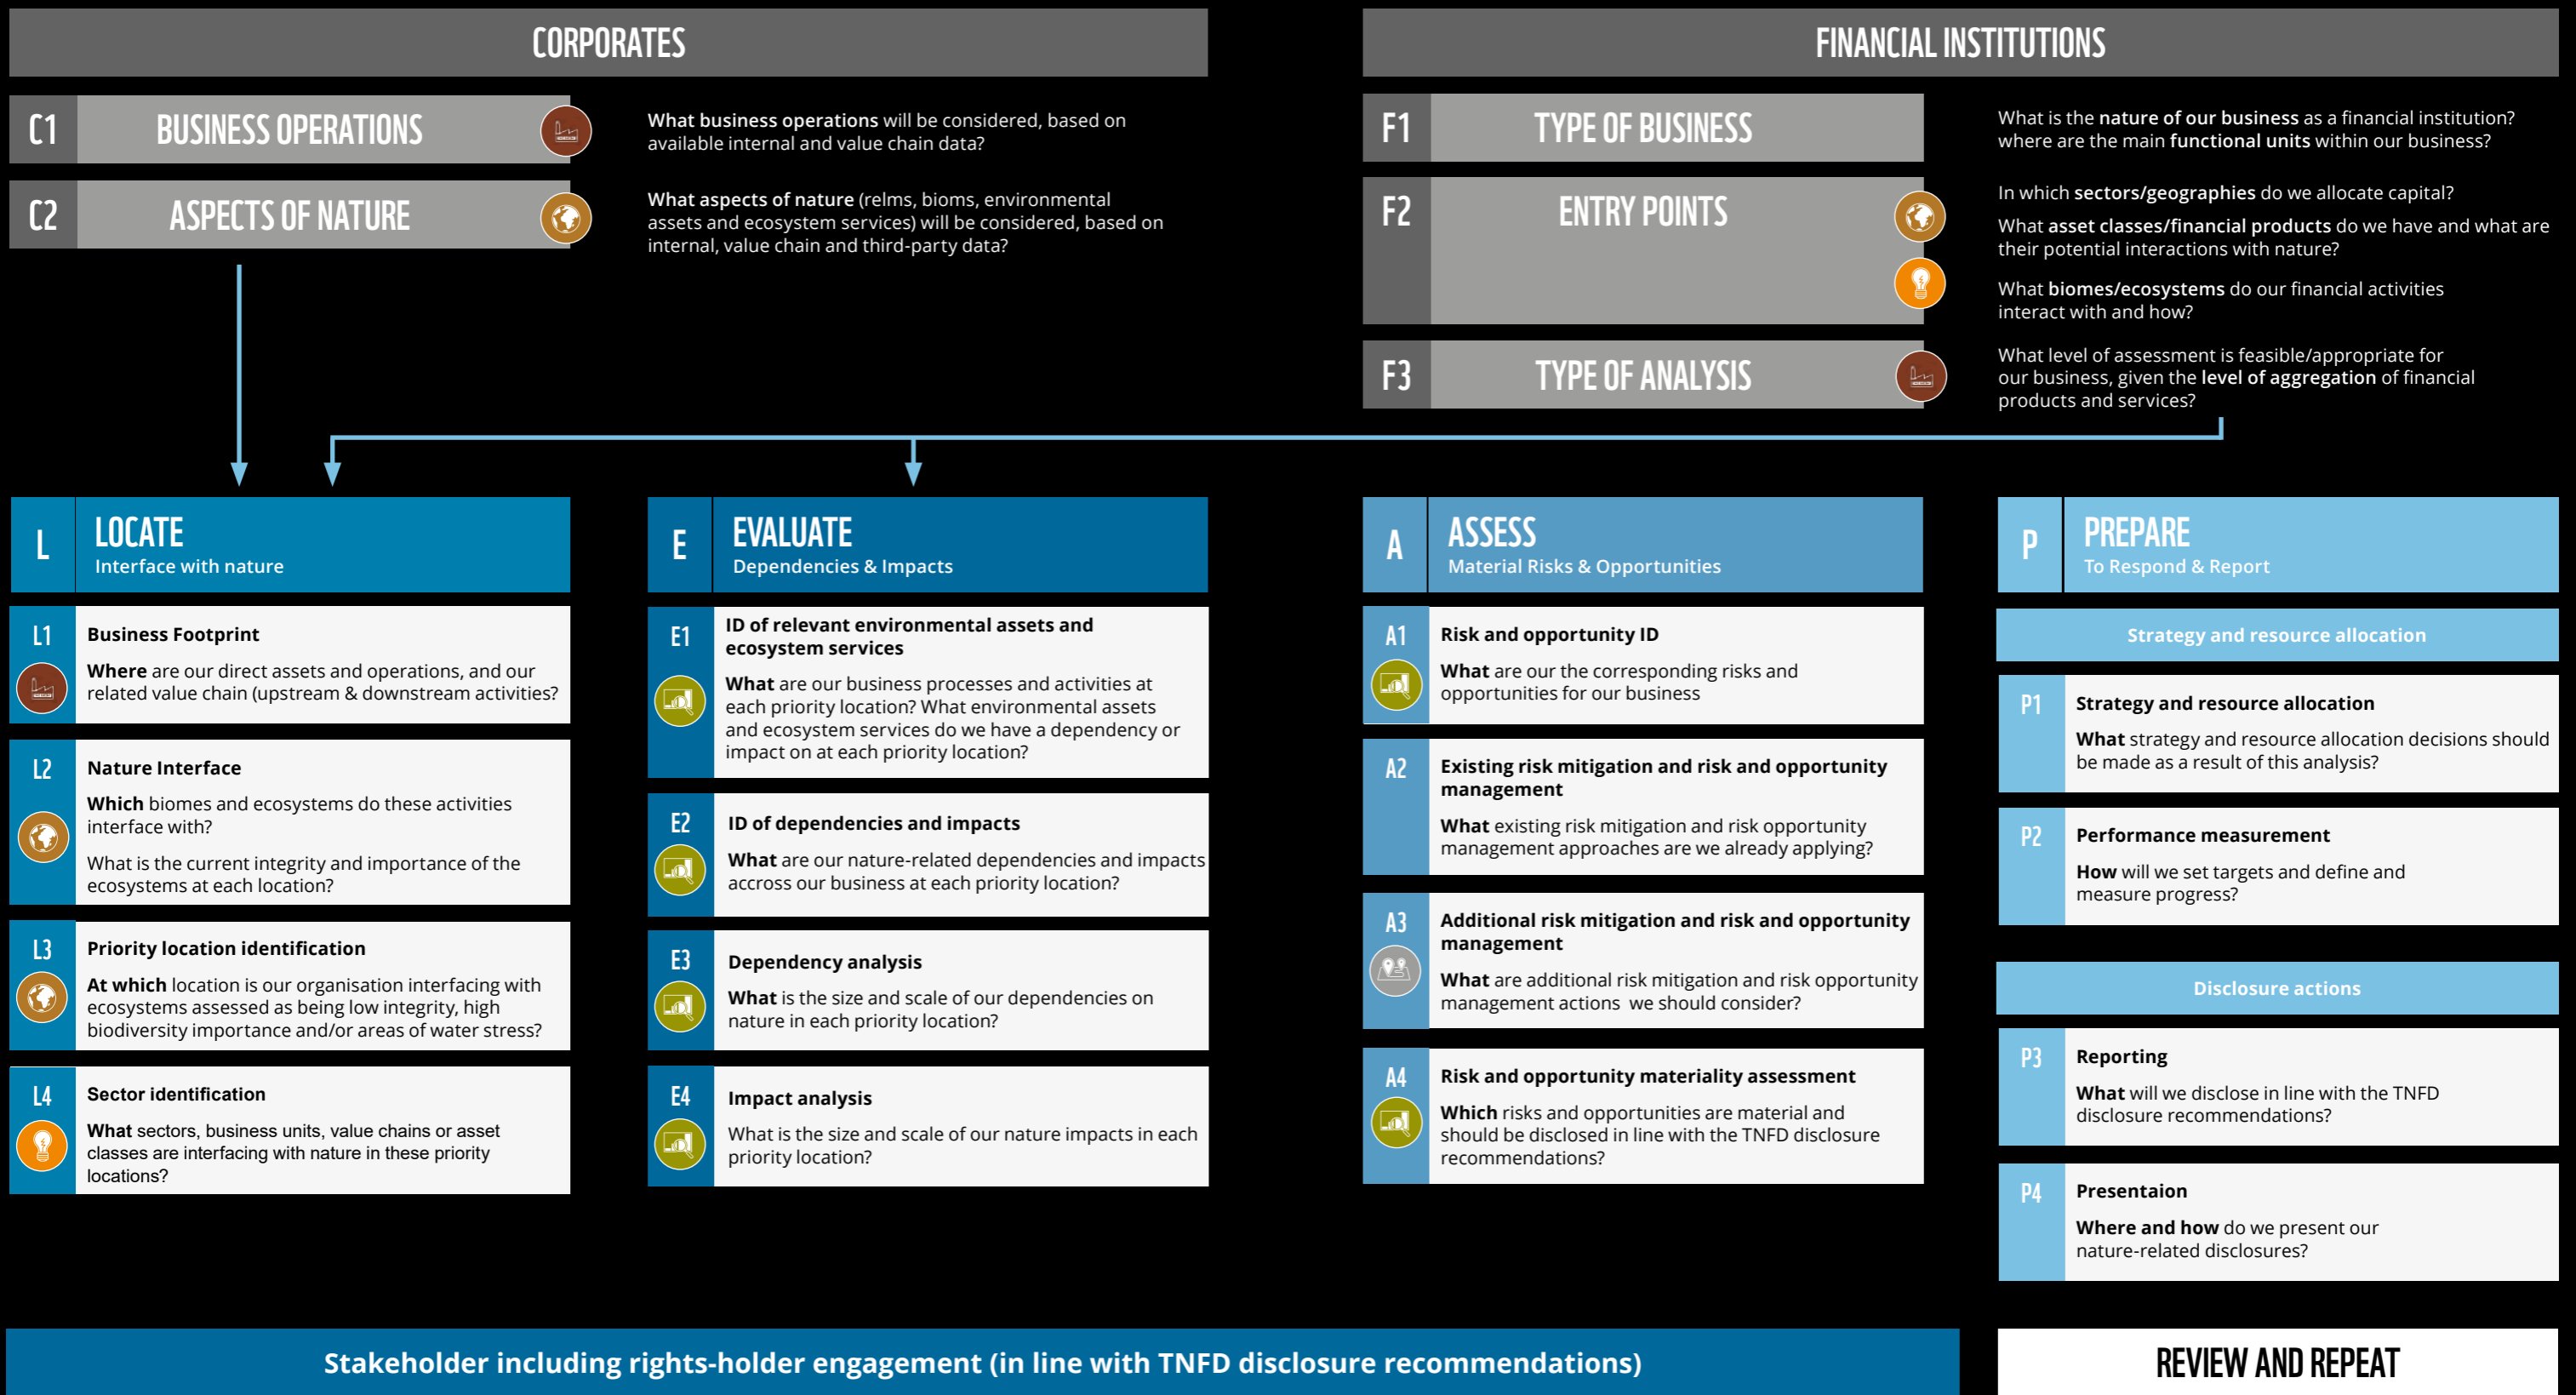 CORPORATES
C1
BUSINESS OPERATIONS
What business operations will be considered, based on
available internal and value chain data?
C2
ASPECTS OF NATURE
What aspects of nature (relms, bioms, environmental
assets and ecosystem services) will be considered, based on
internal, value chain and third-party data?
FINANCIAL INSTITUTIONS
F1
TYPE OF BUSINESS
What is the nature of our business as a financial institution?
where are the main functional units within our business?
F2
ENTRY POINTS
In which sectors/geographies do we allocate capital?
What asset classes/financial products do we have and what are
their potential interactions with nature?
What biomes/ecosystems do our financial activities
interact with and how?
F3
TYPE OF ANALYSIS
What level of assessment is feasible/appropriate for
our business, given the level of aggregation of financial
products and services?
L
LOCATE
Interface with nature
L1
Business Footprint
Where are our direct assets and operations, and our
related value chain (upstream & downstream activities?
L2
Nature Interface
Which biomes and ecosystems do these activities
interface with?
What is the current integrity and importance of the
ecosystems at each location?
L3
Priority location identification
At which location is our organisation interfacing with
ecosystems assessed as being low integrity, high
biodiversity importance and/or areas of water stress?
L4
Sector identification
What sectors, business units, value chains or asset
classes are interfacing with nature in these priority
locations?
E
EVALUATE
Dependencies & Impacts
E1
ID of relevant environmental assets and
ecosystem services
What are our business processes and activities at
each priority location? What environmental assets
and ecosystem services do we have a dependency or
impact on at each priority location?
E2
ID of dependencies and impacts
What are our nature-related dependencies and impacts
accross our business at each priority location?
E3
Dependency analysis
What is the size and scale of our dependencies on
nature in each priority location?
E4
Impact analysis
What is the size and scale of our nature impacts in each
priority location?
A
ASSESS
Material Risks & Opportunities
A1
Risk and opportunity ID
What are our the corresponding risks and
opportunities for our business
A2
Existing risk mitigation and risk and opportunity
management
What existing risk mitigation and risk opportunity
management approaches are we already applying?
A3
Additional risk mitigation and risk and opportunity
management
What are additional risk mitigation and risk opportunity
management actions we should consider?
A4
Risk and opportunity materiality assessment
Which risks and opportunities are material and
should be disclosed in line with the TNFD disclosure
recommendations?
P
PREPARE
To Respond & Report
Strategy and resource allocation
P1
Strategy and resource allocation
What strategy and resource allocation decisions should
be made as a result of this analysis?
P2
Performance measurement
How will we set targets and define and
measure progress?
Disclosure actions
P3
Reporting
What will we disclose in line with the TNFD
disclosure recommendations?
P4
Presentaion
Where and how do we present our
nature-related disclosures?
Stakeholder including rights-holder engagement (in line with TNFD disclosure recommendations)
REVIEW AND REPEAT